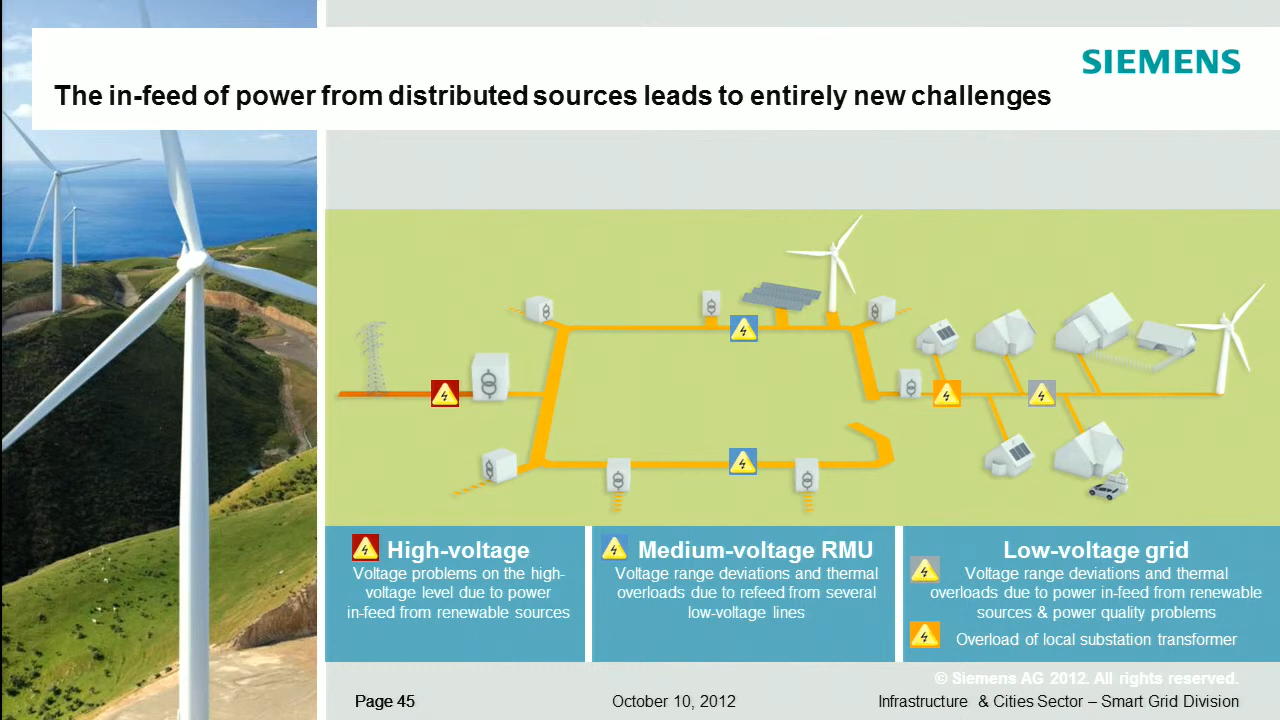 SIEMENS
The in-feed of power from distributed sources leads to entirely new challenges
High-voltage
Voltage problems on the high-
voltage level due to power
in-feed from renewable sources
Medium-voltage RMU
Voltage range deviations and thermal
overloads due to refeed from several
low-voltage lines
Low-voltage grid
Voltage range deviations and thermal
overloads due to power in-feed from renewable
sources & power quality problems
Overload of local substation transformer
© Siemens AG 2012. All rights reserved.
Page 45
October 10, 2012
Infrastructure & Cities Sector – Smart Grid Division